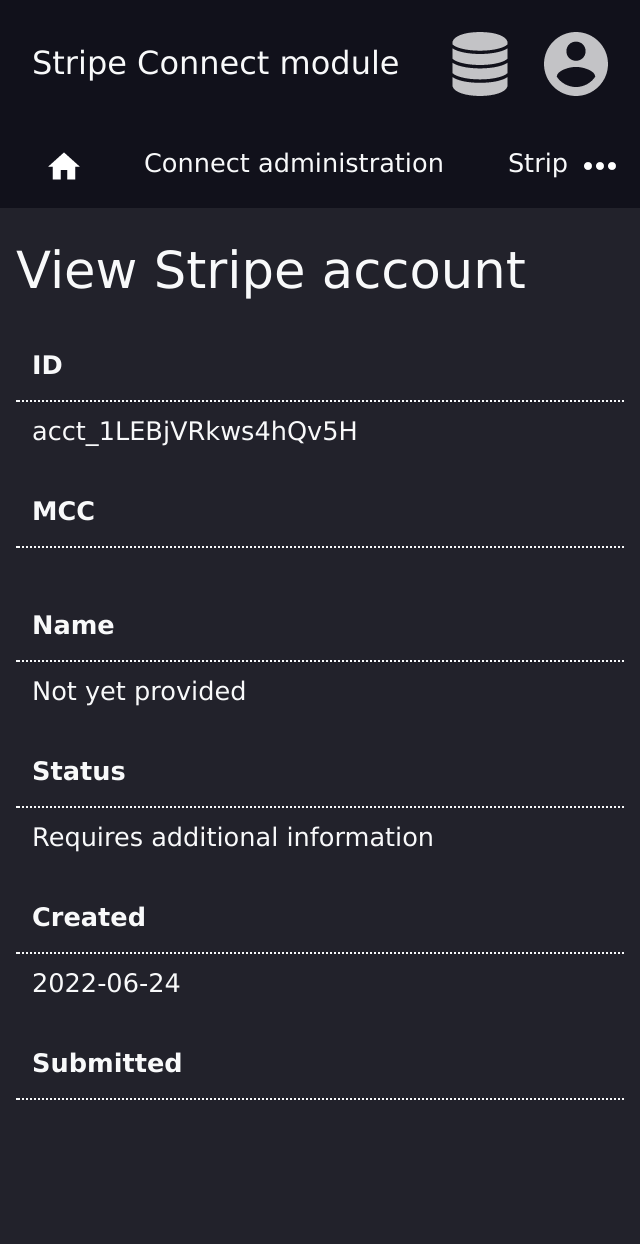 Stripe Connect module
Connect administration Strip
View Stripe account
ID
acct_1LEBjVRkws4hQv5H
MCC
Name
Not yet provided
Status
Requires additional information
Created
2022-06-24
Submitted